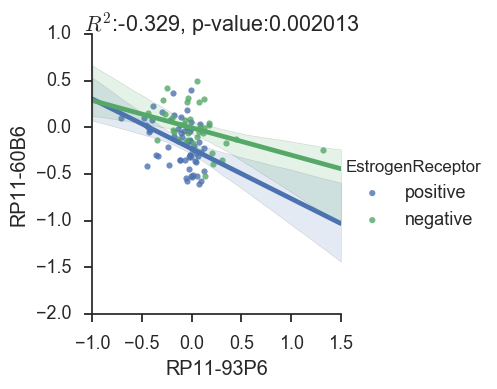 R²:-0.329, p-value:0.002013
1.0
0.5
0.0
−0.5
−1.0
−1.5
−2.0
RP11-60B6
−1.0 −0.5 0.0 0.5 1.0 1.5
RP11-93P6
EstrogenReceptor
positive
negative